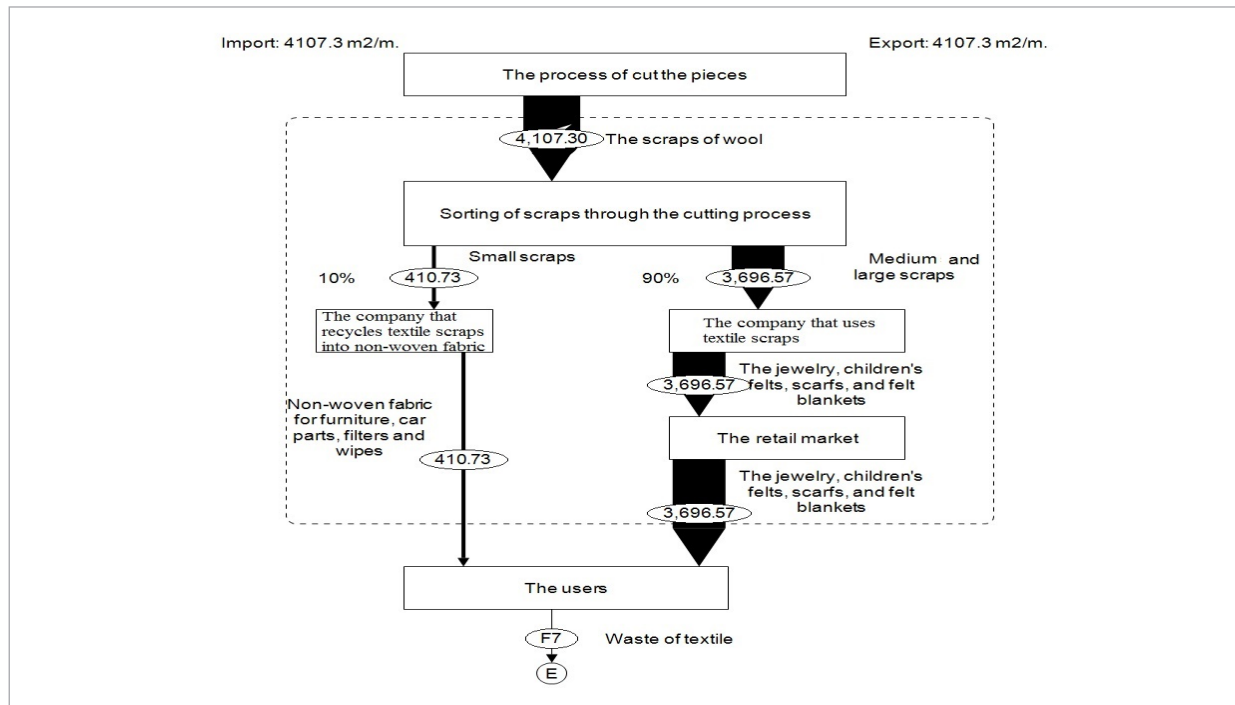 Import: 4107.3 m2/m.
Export: 4107.3 m2/m.
The process of cut the pieces
4,107.30
The scraps of wool
Sorting of scraps through the cutting process
Small scraps
10%
410.73
90%
3,696.57
Medium and
large scraps
The company that
recycles textile scraps
into non-woven fabric
The company that uses
textile scraps
3,696.57
The jewelry, children's
felts, scarfs, and felt
blankets
Non-woven fabric
for furniture, car
parts, filters and
wipes
410.73
The retail market
The jewelry, children's
felts, scarfs, and felt
blankets
3,696.57
The users
F7
Waste of textile
E